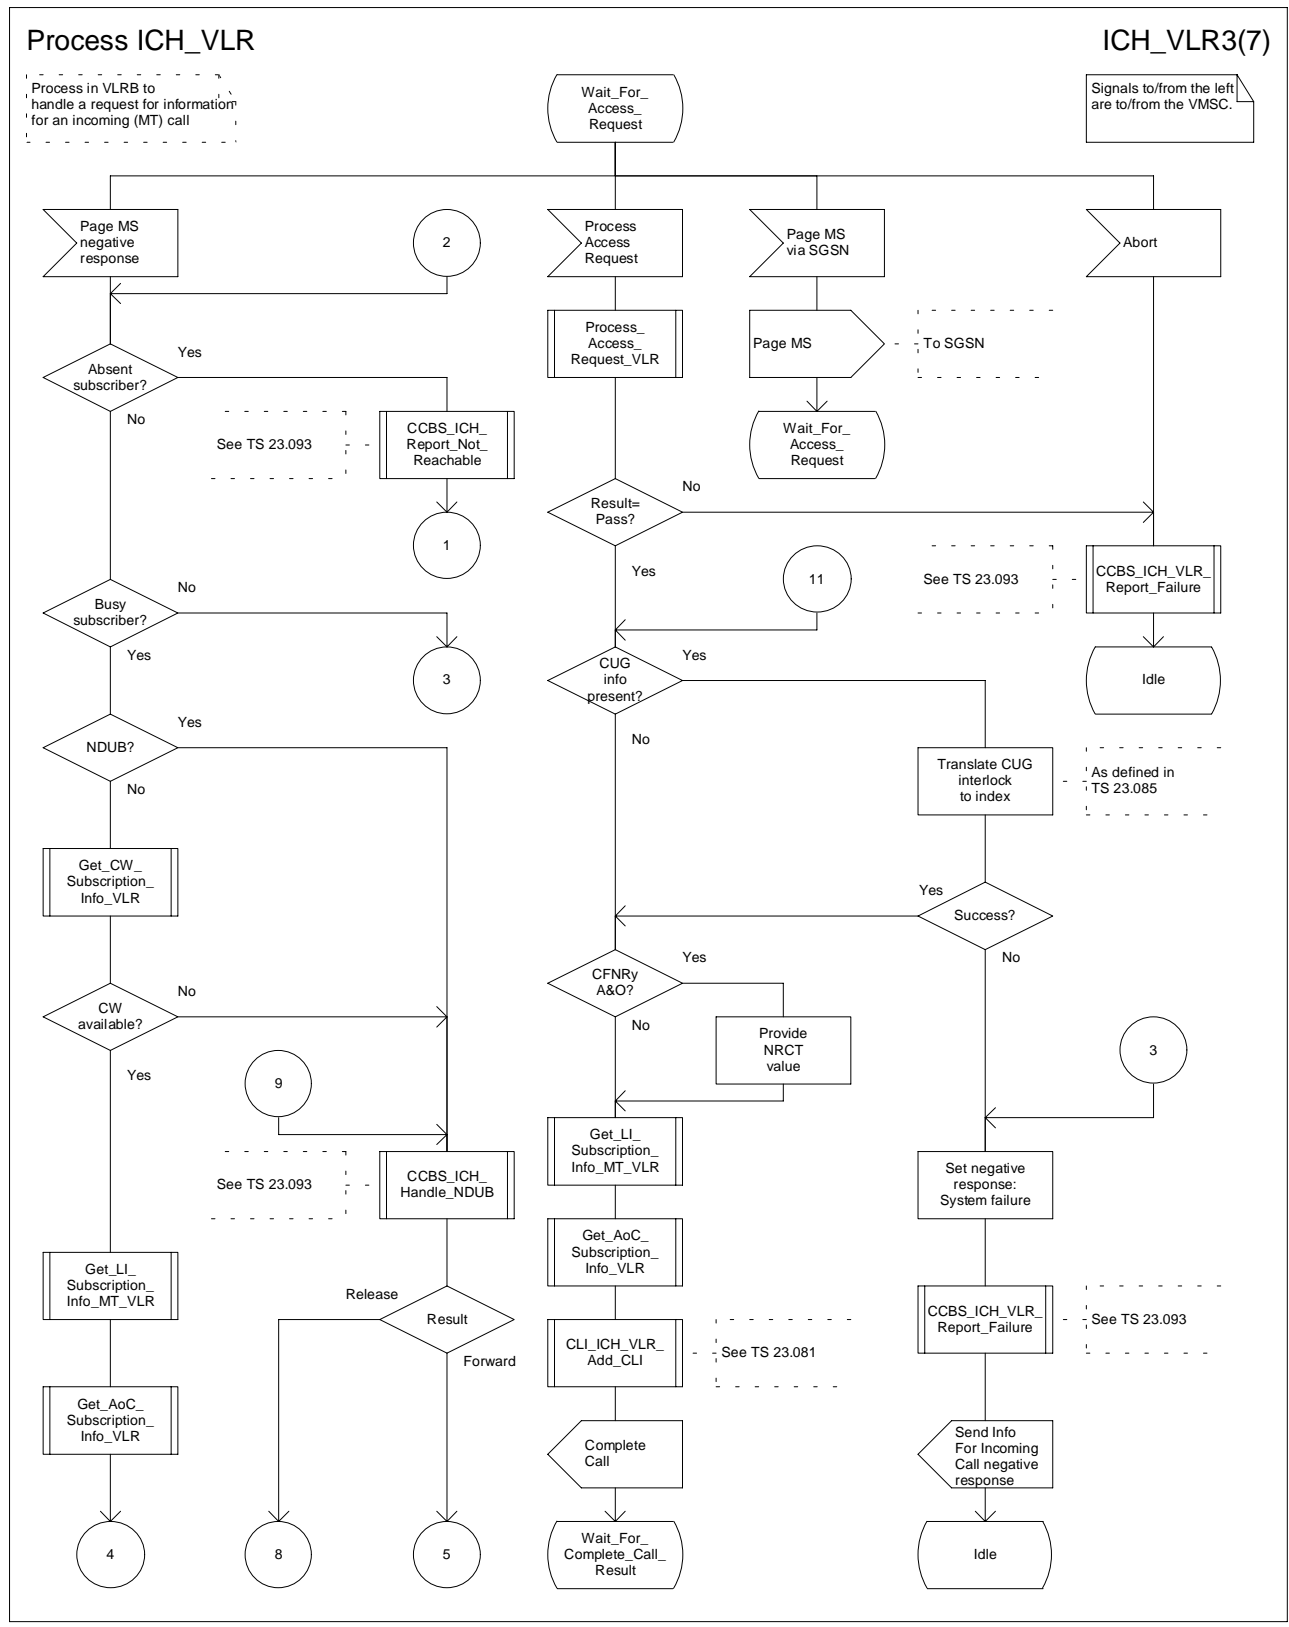 Process ICH_VLR
ICH_VLR3(7)
Process in VLRB to
handle a request for information
for an incoming (MT) call
Wait_For_
Access_
Request
Signals to/from the left
are to/from the VMSC.
Page MS
negative
response
2
Process
Access
Request
Page MS
via SGSN
Abort
Process_
Access_
Request_VLR
Page MS
To SGSN
Absent
subscriber?
Yes
No
See TS 23.093
CCBS_ICH_
Report_Not_
Reachable
Wait_For_
Access_
Request
1
Result=
Pass?
No
Yes
11
See TS 23.093
CCBS_ICH_VLR_
Report_Failure
Idle
Busy
subscriber?
No
Yes
3
CUG
info
present?
Yes
No
NDUB?
Yes
No
Translate CUG
interlock
to index
As defined in
TS 23.085
Get_CW_
Subscription_
Info_VLR
Yes
Success?
No
CW
available?
No
Yes
CFNRy
A&O?
Yes
No
Provide
NRCT
value
3
9
See TS 23.093
CCBS_ICH_
Handle_NDUB
Get_LI_
Subscription_
Info_MT_VLR
Set negative
response:
System failure
Get_LI_
Subscription_
Info_MT_VLR
Release
Result
Forward
Get_AoC_
Subscription_
Info_VLR
CCBS_ICH_VLR_
Report_Failure
See TS 23.093
CLI_ICH_VLR_
Add_CLI
See TS 23.081
Get_AoC_
Subscription_
Info_VLR
Complete
Call
Send Info
For Incoming
Call negative
response
4
8
5
Wait_For_
Complete_Call_
Result
Idle